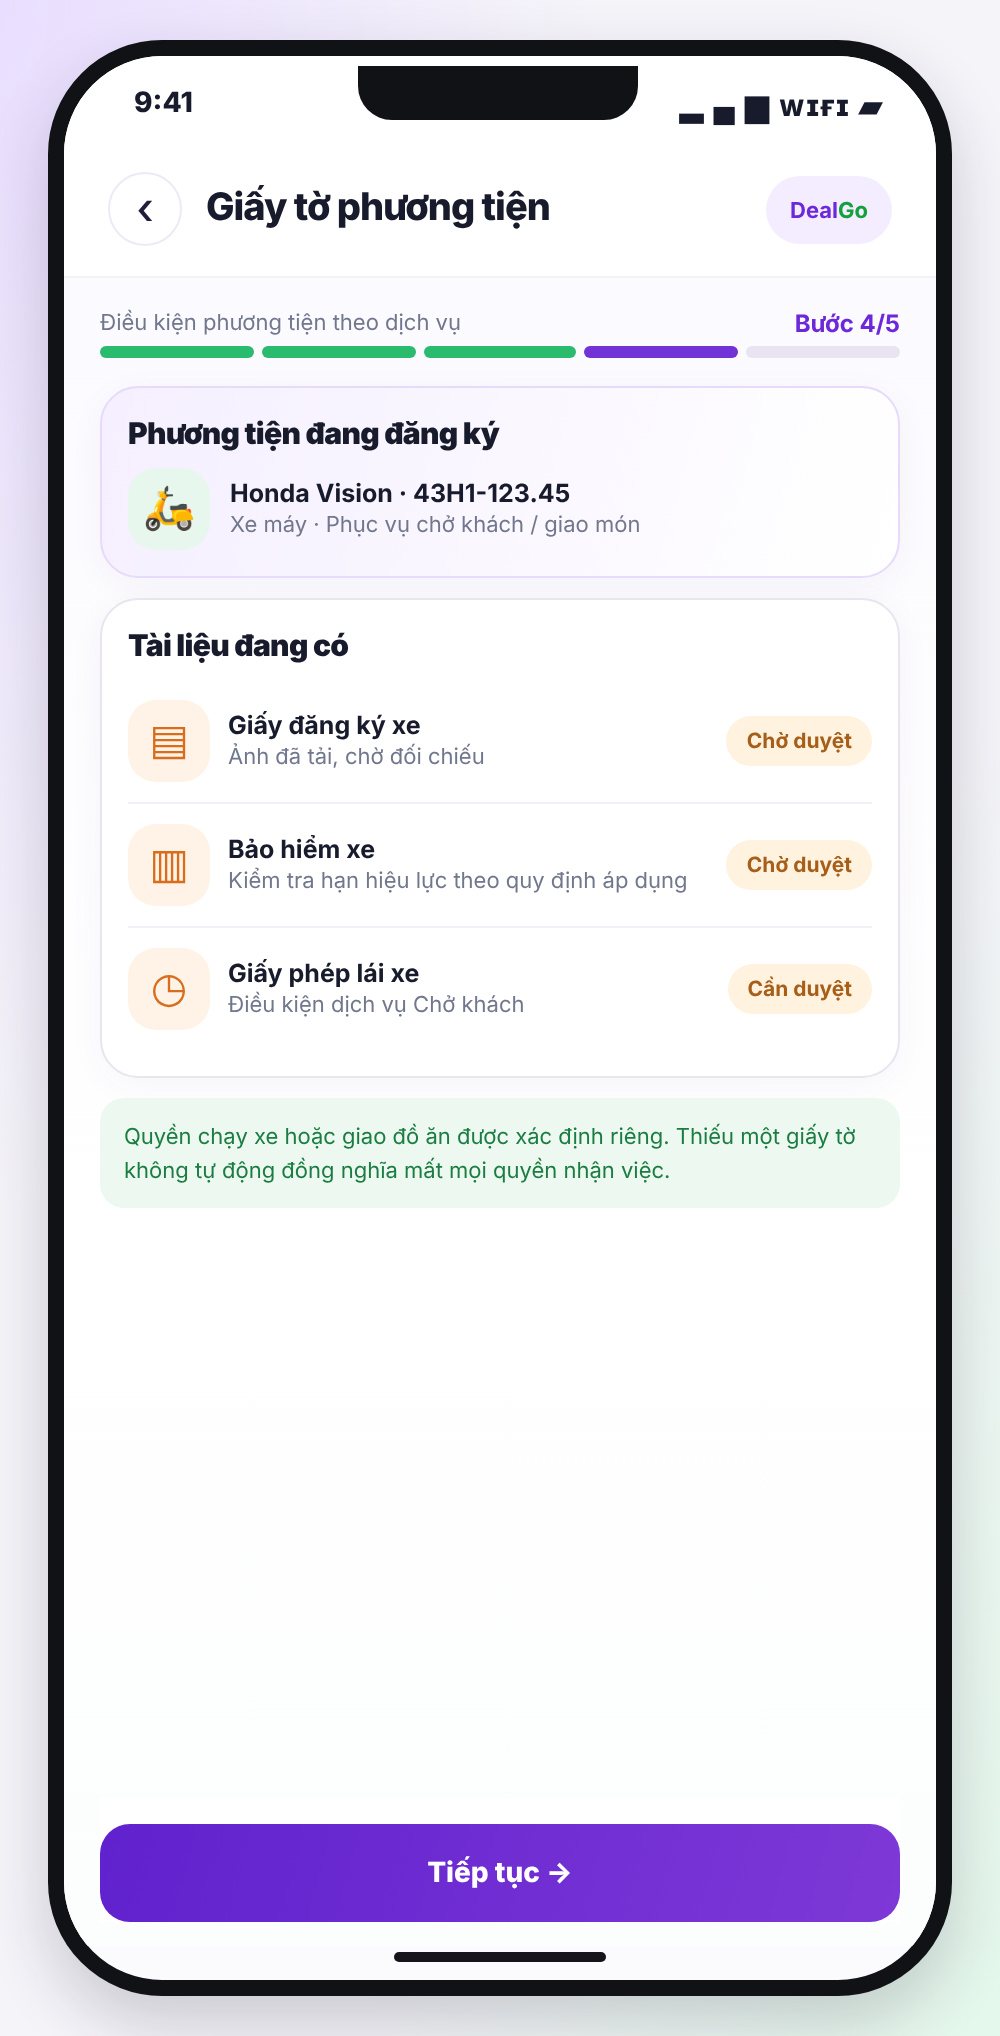 9:41
WIFI
‹ Giấy tờ phương tiện
DealGo
Điều kiện phương tiện theo dịch vụ
Bước 4/5
Phương tiện đang đăng ký
Honda Vision · 43H1-123.45
Xe máy · Phục vụ chở khách / giao món
Tài liệu đang có
Giấy đăng ký xe
Ảnh đã tải, chờ đối chiếu
Chờ duyệt
Bảo hiểm xe
Kiểm tra hạn hiệu lực theo quy định áp dụng
Chờ duyệt
Giấy phép lái xe
Điều kiện dịch vụ Chở khách
Cần duyệt
Quyền chạy xe hoặc giao đồ ăn được xác định riêng. Thiếu một giấy tờ
không tự động đồng nghĩa mất mọi quyền nhận việc.
Tiếp tục →